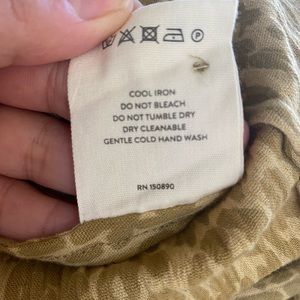 P
COOL IRON
DO NOT BLEACH
DO NOT TUMBLE DRY
DRY CLEANABLE
GENTLE COLD HAND WASH
RN 150890